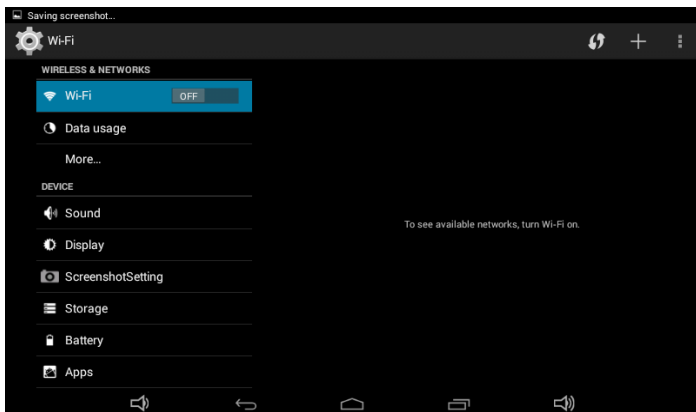 Saving screenshot...
Wi-Fi
WIRELESS & NETWORKS
Wi-Fi OFF
Data usage
More...
DEVICE
Sound
Display
ScreenshotSetting
Storage
Battery
Apps
To see available networks, turn Wi-Fi on.